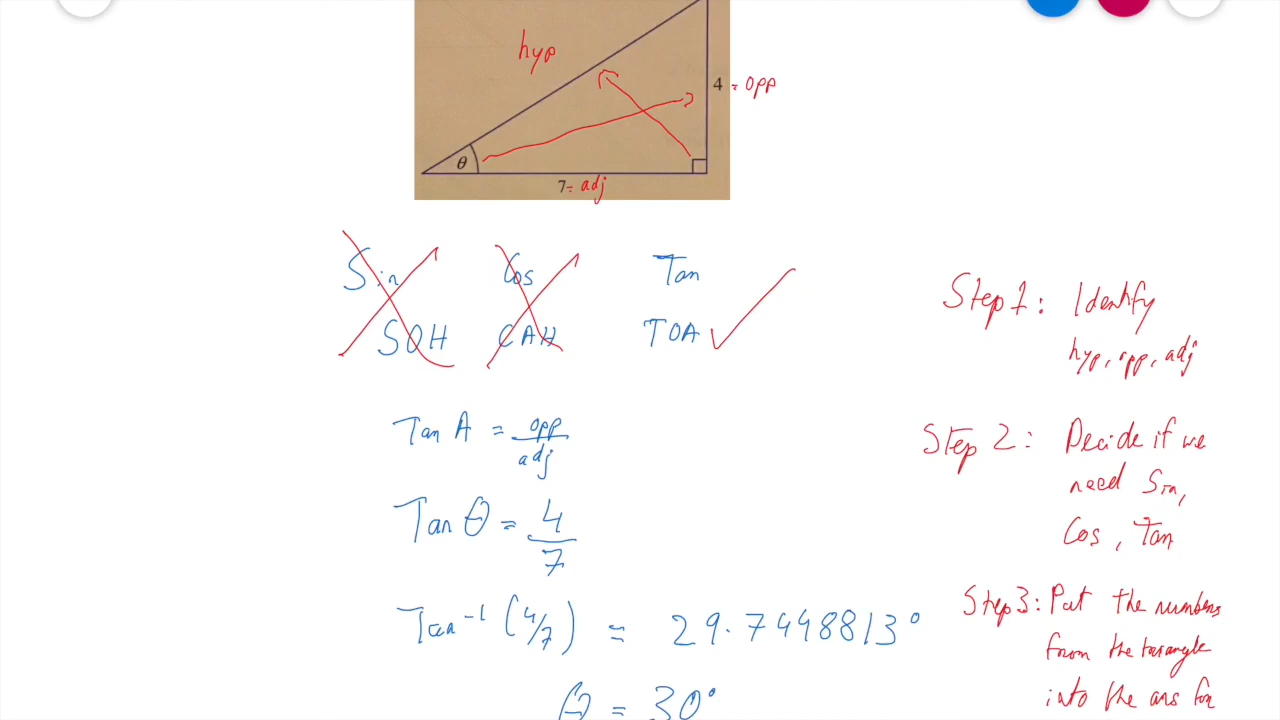 hyp
4 = opp
θ
7 = adj
Sin Cos Tan
SOH CAH TOA
Tan A = opp/adj
Tan θ = 4/7
Tan⁻¹ (4/7) = 29.7448813°
θ = 30°
Step 1: Identify
hyp, opp, adj
Step 2: Decide if we
need Sin,
Cos, Tan
Step 3: Put the numbers
from the triangle
into the